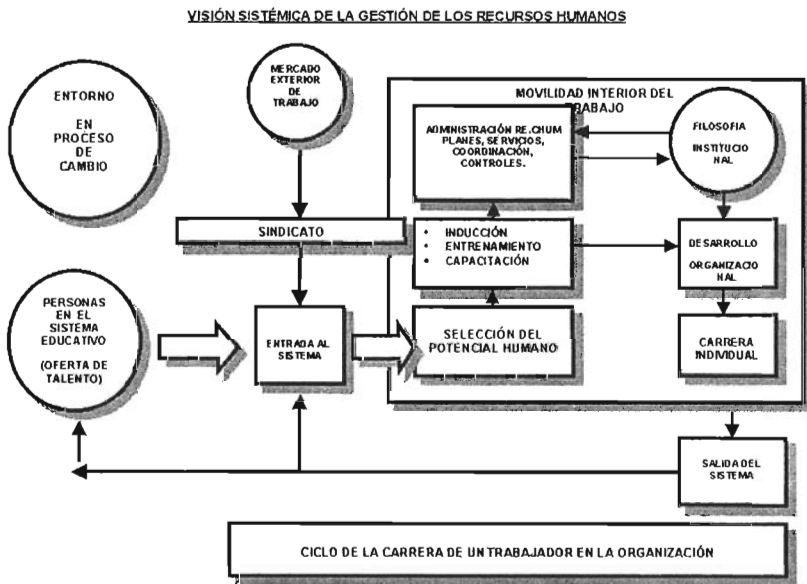 VISIÓN SISTÉMICA DE LA GESTIÓN DE LOS RECURSOS HUMANOS
ENTORNO
EN
PROCESO
DE
CAMBIO
MERCADO
EXTERIOR
DE
TRABAJO
MOVILIDAD INTERIOR DEL
TRABAJO
ADMINISTRACIÓN RE.CHUM
PLANES, SERVICIOS,
COORDINACIÓN,
CONTROLES.
FILOSOFIA
INSTITUCIO
NAL
SINDICATO
• INDUCCIÓN
• ENTRENAMIENTO
• CAPACITACIÓN
DESARROLLO
ORGANIZACIO
NAL
PERSONAS
EN EL
SISTEMA
EDUCATIVO
(OFERTA DE
TALENTO)
ENTRADA AL
SISTEMA
SELECCIÓN DEL
POTENCIAL HUMANO
CARRERA
INDIVIDUAL
SALIDA DEL
SISTEMA
CICLO DE LA CARRERA DE UN TRABAJADOR EN LA ORGANIZACIÓN